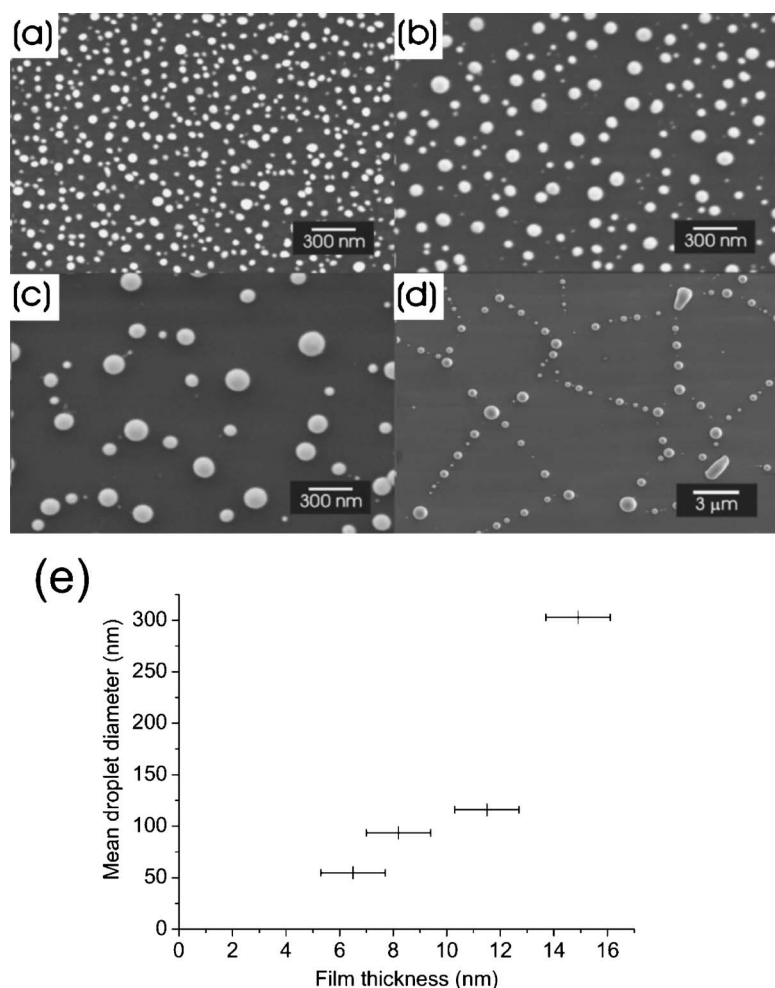 (a)
(b)
300 nm
300 nm
(c)
(d)
300 nm
3 μm
(e)
Mean droplet diameter (nm)
300
250
200
150
100
50
0
0 2 4 6 8 10 12 14 16
Film thickness (nm)